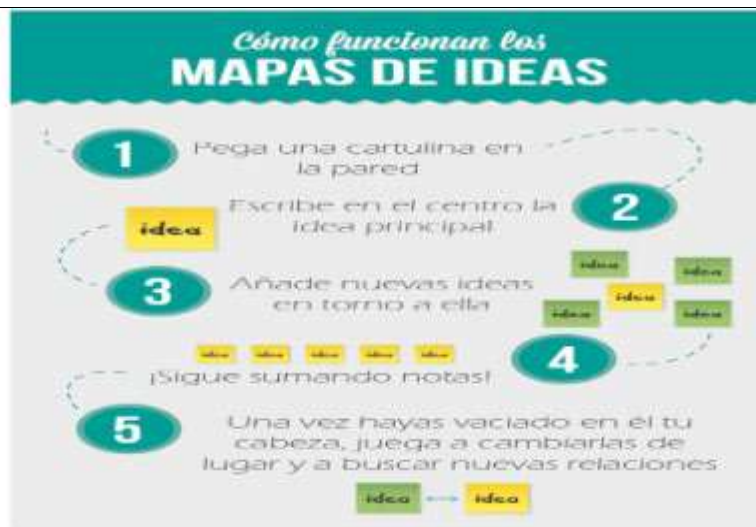 Cómo funcionan los
MAPAS DE IDEAS
1
Pega una cartulina en
la pared
2
Escribe en el centro la
idea principal
idea
3
Añade nuevas ideas
en torno a ella
idea
idea
idea
idea
idea
4
idea
idea
idea
idea
idea
¡Sigue sumando notas!
5
Una vez hayas vaciado en él tu
cabeza, juega a cambiarlas de
lugar y a buscar nuevas relaciones
idea
idea